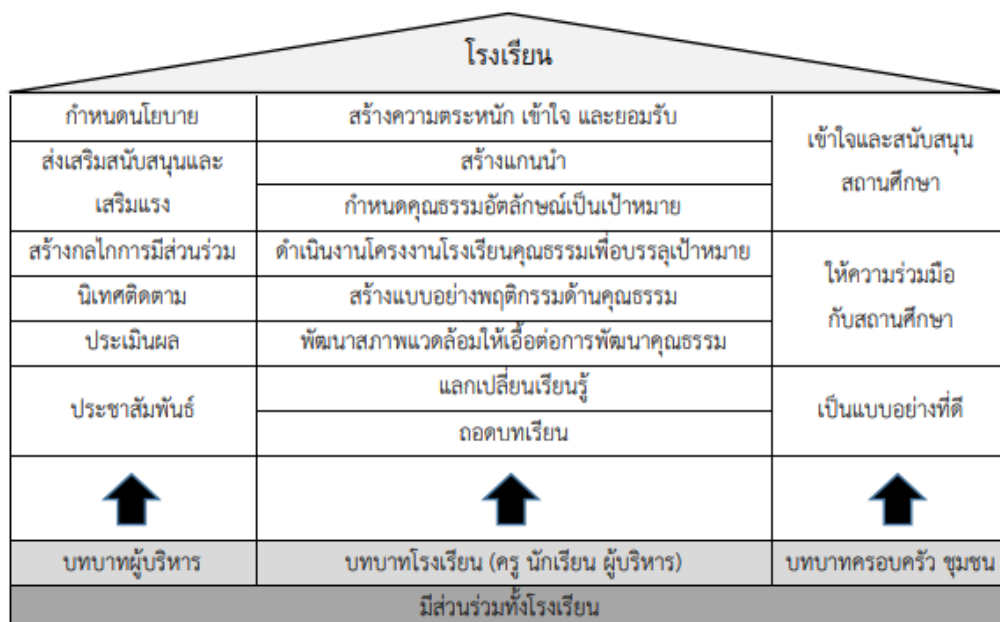 โรงเรียน
กำหนดนโยบาย
ส่งเสริมสนับสนุนและ
เสริมแรง
สร้างกลไกการมีส่วนร่วม
นิเทศติดตาม
ประเมินผล
ประชาสัมพันธ์
บทบาทผู้บริหาร
สร้างความตระหนัก เข้าใจ และยอมรับ
สร้างแกนนำ
กำหนดคุณธรรมอัตลักษณ์เป็นเป้าหมาย
ดำเนินงานโครงงานโรงเรียนคุณธรรมเพื่อบรรลุเป้าหมาย
สร้างแบบอย่างพฤติกรรมด้านคุณธรรม
พัฒนาสภาพแวดล้อมให้เอื้อต่อการพัฒนาคุณธรรม
แลกเปลี่ยนเรียนรู้
ถอดบทเรียน
บทบาทโรงเรียน (ครู นักเรียน ผู้บริหาร)
เข้าใจและสนับสนุน
สถานศึกษา
ให้ความร่วมมือ
กับสถานศึกษา
เป็นแบบอย่างที่ดี
บทบาทครอบครัว ชุมชน
มีส่วนร่วมทั้งโรงเรียน